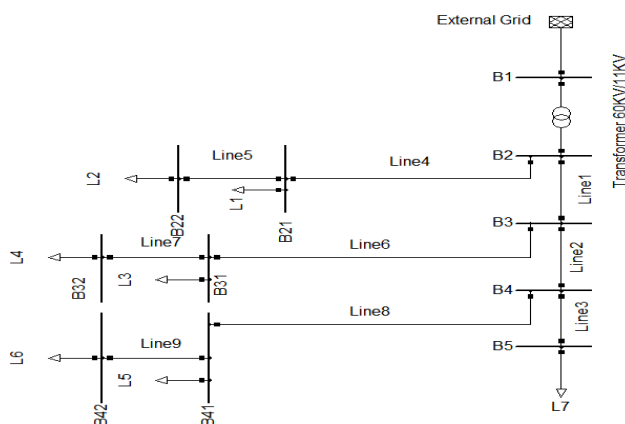 External Grid
B1
Transformer 60KV/11KV
B2
Line5
Line4
L2
L1
B22
B21
Line1
B3
Line7
Line6
L4
L3
B32
B31
Line2
B4
Line8
Line3
B5
Line9
L6
L5
B42
B41
L7